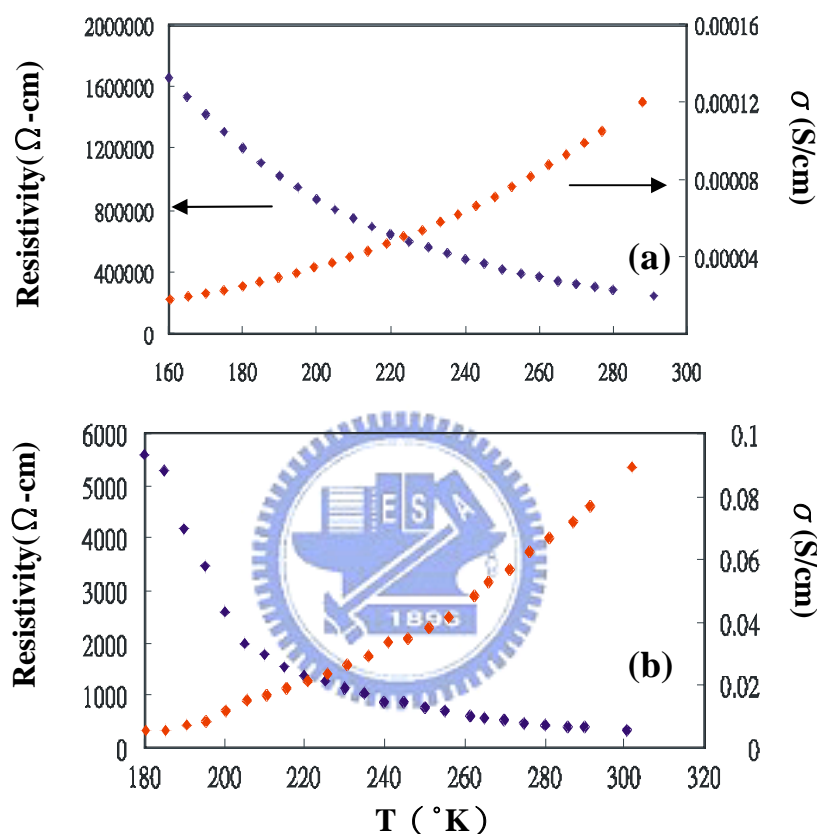 2000000
1600000
1200000
800000
400000
0
Resistivity(Ω-cm)
0.00016
0.00012
0.00008
0.00004
σ (S/cm)
(a)
160 180 200 220 240 260 280 300
6000
5000
4000
3000
2000
1000
0
Resistivity(Ω-cm)
E S A
1896
0.1
0.08
0.06
0.04
0.02
0
σ (S/cm)
(b)
180 200 220 240 260 280 300 320
T ( °K)